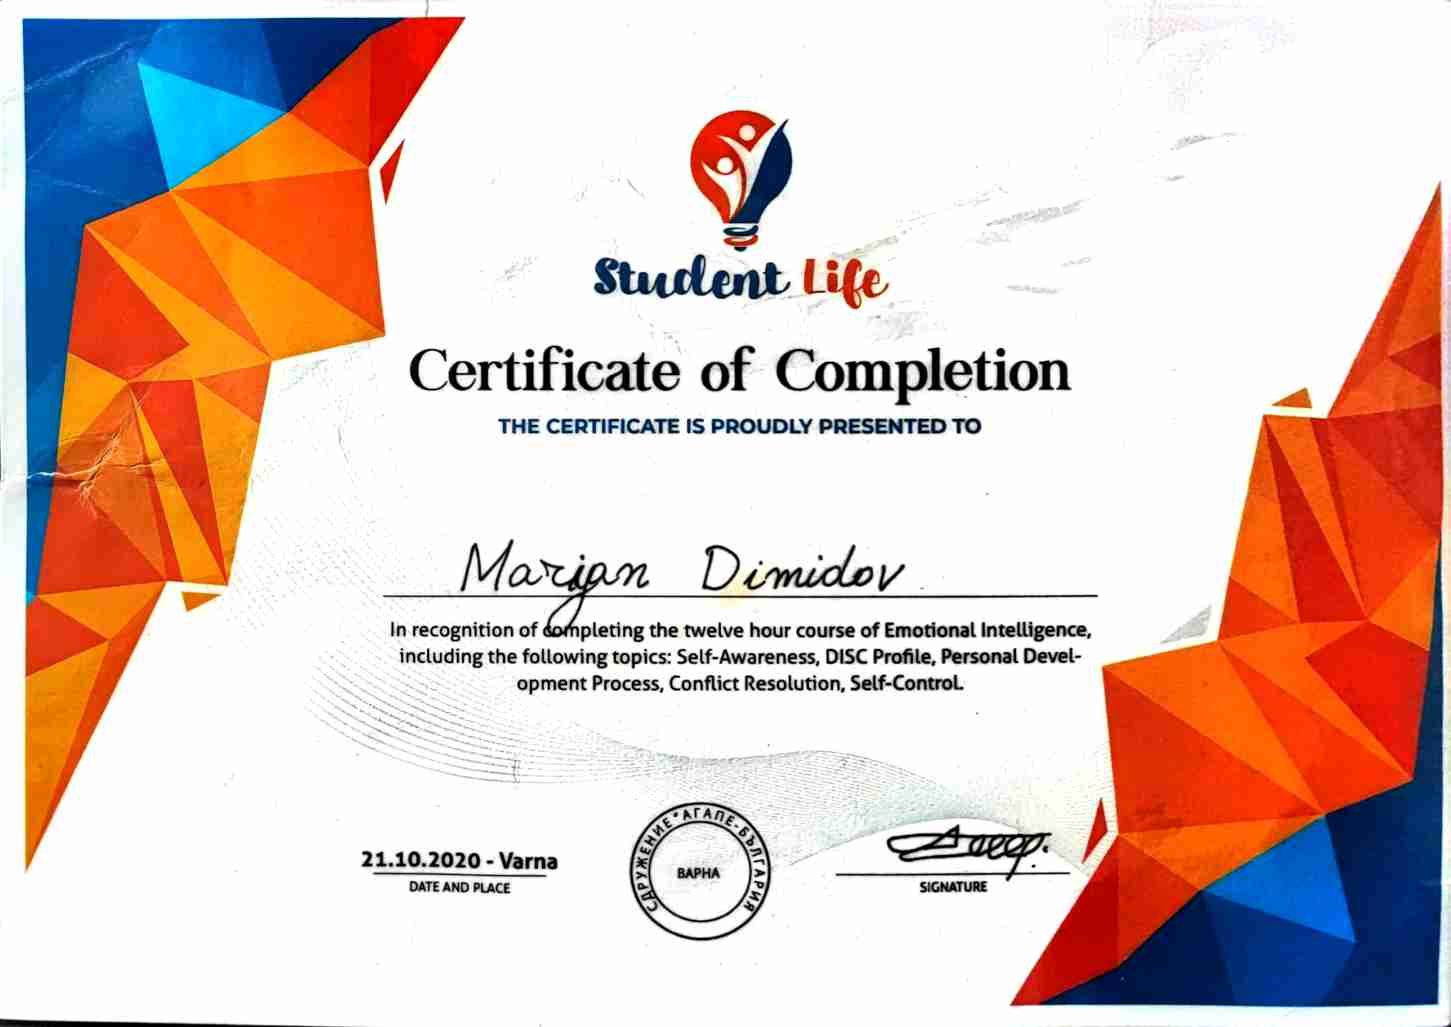 Student Life
Certificate of Completion
THE CERTIFICATE IS PROUDLY PRESENTED TO
Marijan Dimidov
In recognition of completing the twelve hour course of Emotional Intelligence,
including the following topics: Self-Awareness, DISC Profile, Personal Devel-
opment Process, Conflict Resolution, Self-Control.
21.10.2020 - Varna
DATE AND PLACE
СДРУЖЕНИЕ * АГАПЕ-БЪЛГАРИЯ
ВАРНА
SIGNATURE